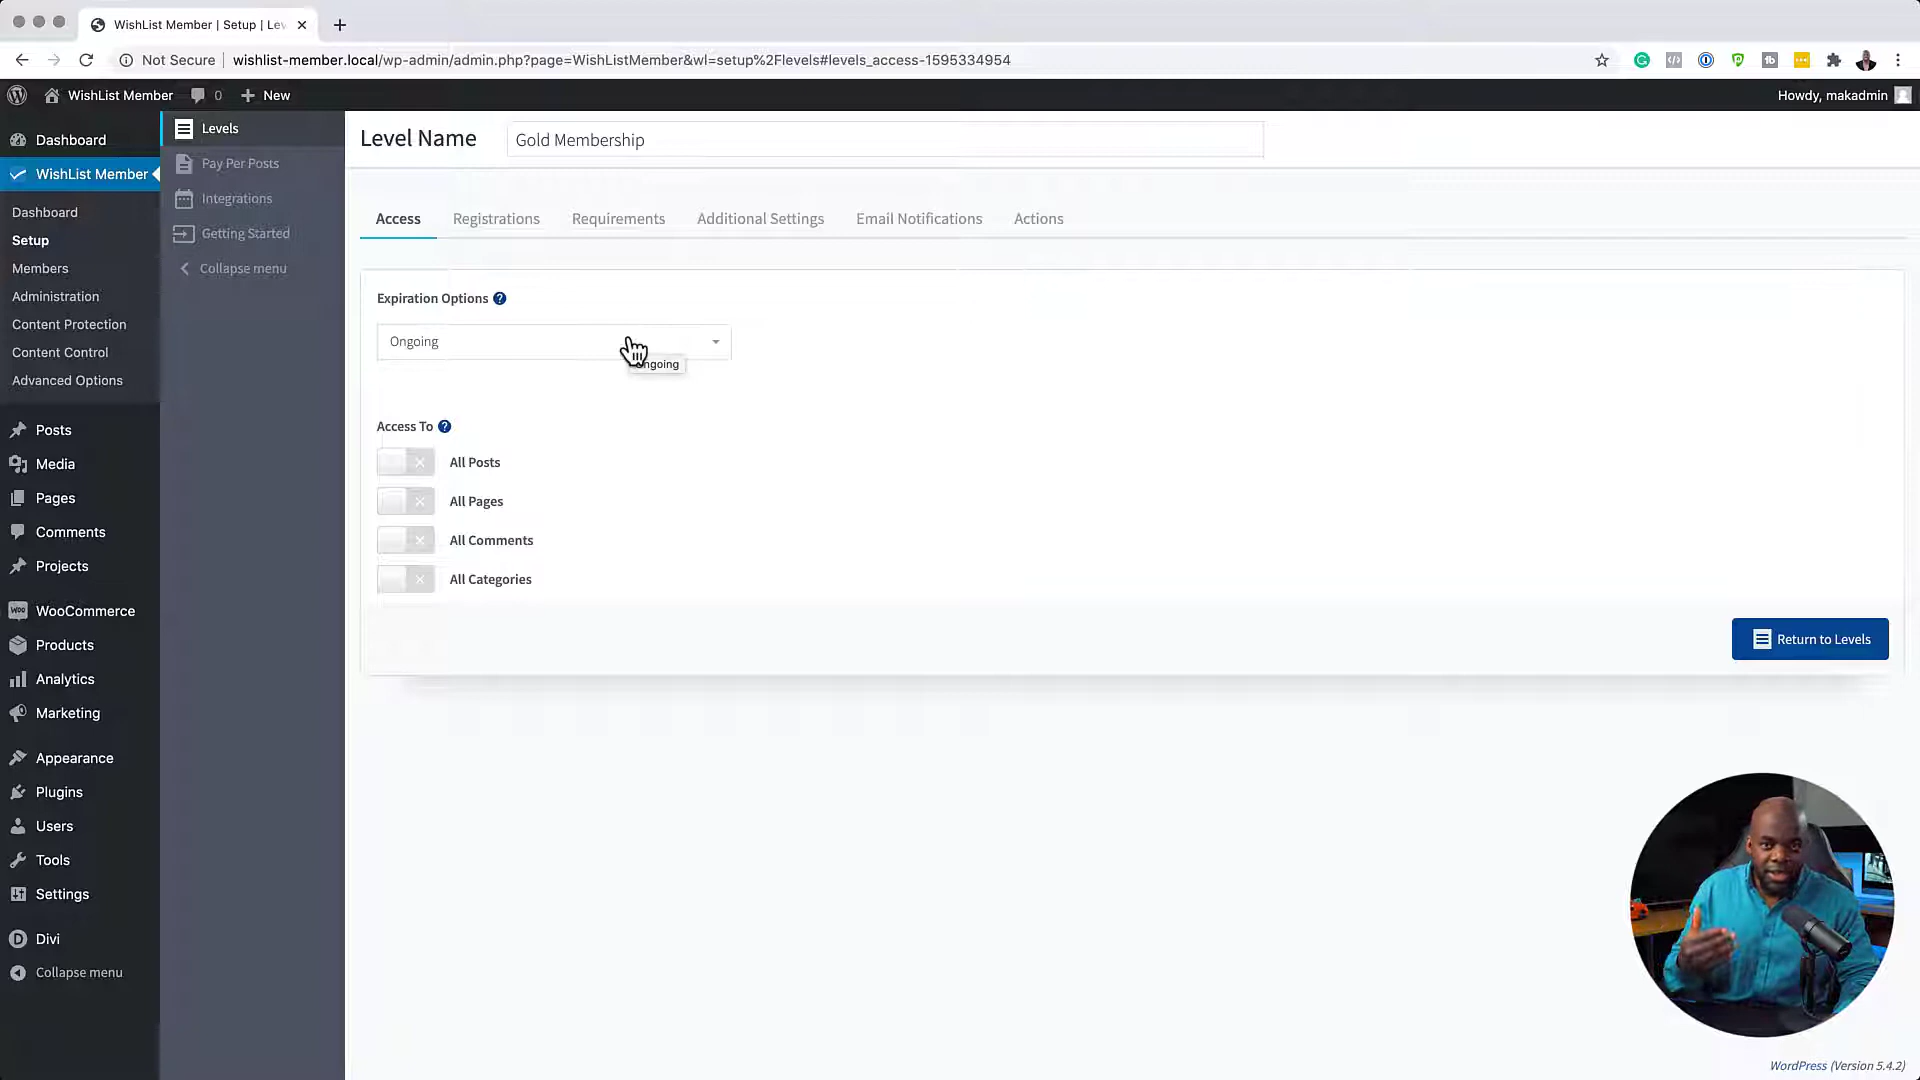 WishList Member | Setup | Lev
Not Secure
wishlist-member.local/wp-admin/admin.php?page=WishListMember&wl=setup%2Flevels#levels_access-1595334954
WishList Member
0
New
Howdy, makadmin
Dashboard
WishList Member
Dashboard
Setup
Members
Administration
Content Protection
Content Control
Advanced Options
Posts
Media
Pages
Comments
Projects
WooCommerce
Products
Analytics
Marketing
Appearance
Plugins
Users
Tools
Settings
Divi
Collapse menu
Levels
Pay Per Posts
Integrations
Getting Started
Collapse menu
Level Name
Gold Membership
Access
Registrations
Requirements
Additional Settings
Email Notifications
Actions
Expiration Options
Ongoing
ngoing
Access To
All Posts
All Pages
All Comments
All Categories
Return to Levels
WordPress (Version 5.4.2)